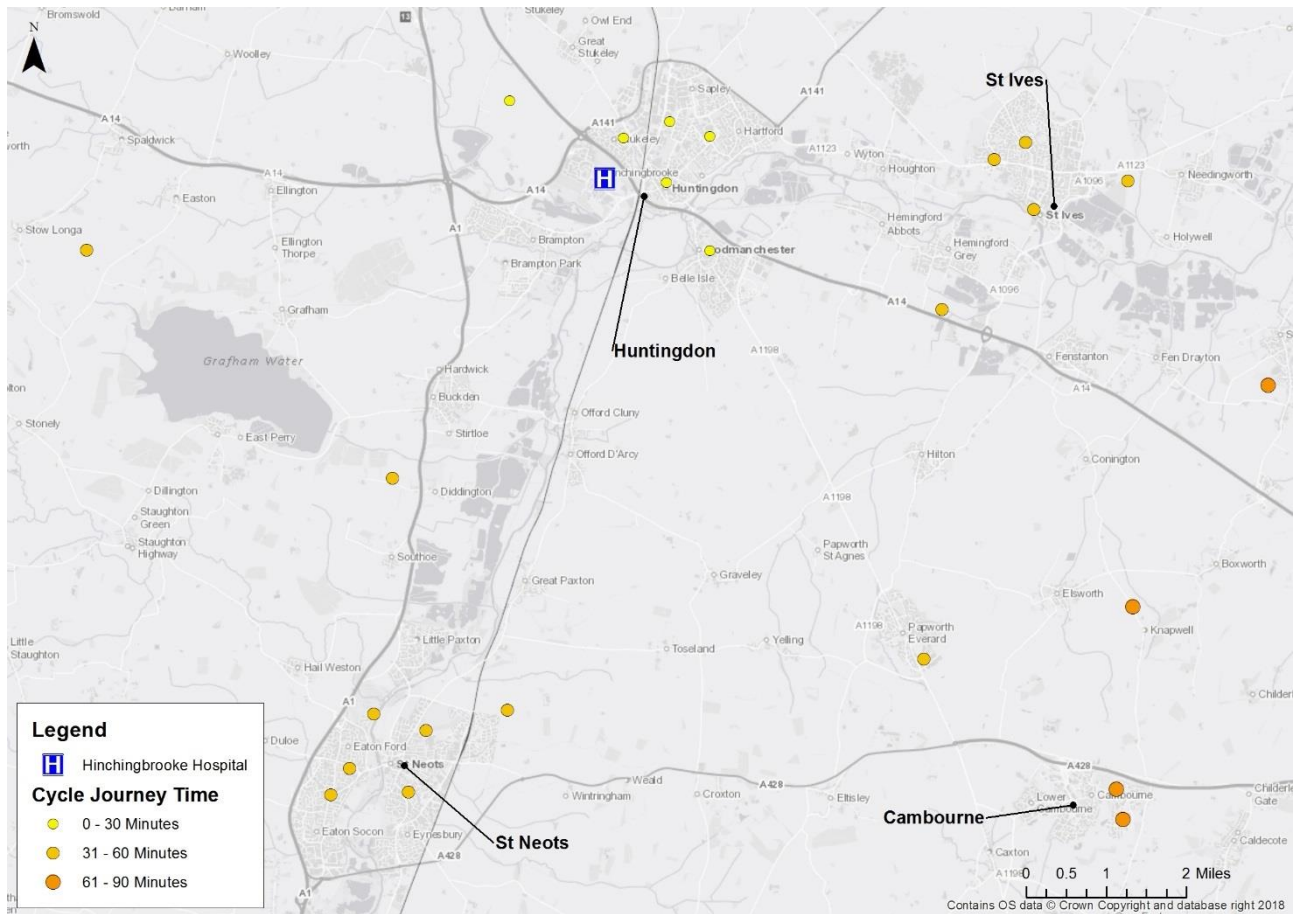 Bromswold
Stukeley
Owl End
Great
Stukeley
13
N
Woolley
Sapley
A141
St Ives
A14
Spaldwick
A141
Stukeley
Hartford
A1123
Wyton
Houghton
A1123
Needingworth
A1096
A14
Ellington
Easton
A14
H
nchingbrooke
Huntingdon
Stow Longa
A1
Brampton
Hemingford
Abbots
St Ives
Holywell
Ellington
Thorpe
Brampton Park
odmanchester
Belle Isle
Hemingford
Grey
A1096
Grafham
A14
Grafham Water
Huntingdon
A1198
Fenstanton
Fen Drayton
A14
Hardwick
Buckden
Stonely
East Perry
Stirtloe
Offord Cluny
Offord D'Arcy
Hilton
Conington
Dillington
Staughton
Green
Staughton
Highway
Diddington
A1198
Southoe
Papworth
St Agnes
Boxworth
Great Paxton
Graveley
Elsworth
Little
Staughton
Little Paxton
A1198
Papworth
Everard
Knapwell
Hail Weston
Toseland
Yelling
A1
Childerl
Duloe
Eaton Ford
St Neots
Weald
A428
A428
Wintringham
Croxton
Eltisley
Lower
Cambourne
Cambourne
Childerle
Gate
Cambourne
Eaton Socon
Eynesbury
St Neots
A428
Caxton
Caldecote
A1
A1198
Legend
H Hinchingbrooke Hospital
Cycle Journey Time
0 - 30 Minutes
31 - 60 Minutes
61 - 90 Minutes
0 0.5 1 2 Miles
Contains OS data © Crown Copyright and database right 2018